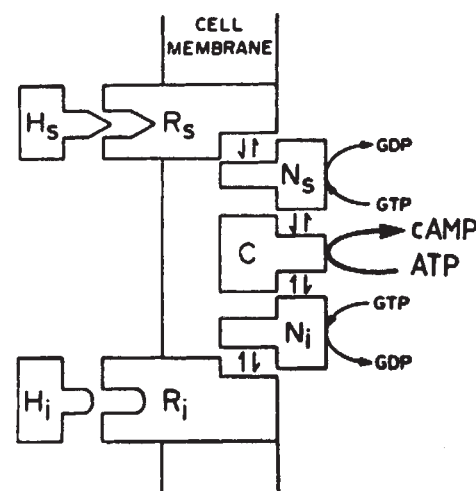 CELL
MEMBRANE
Hs
Rs
GDP
Ns
GTP
cAMP
C
ATP
GTP
Ni
GDP
Hi
Ri